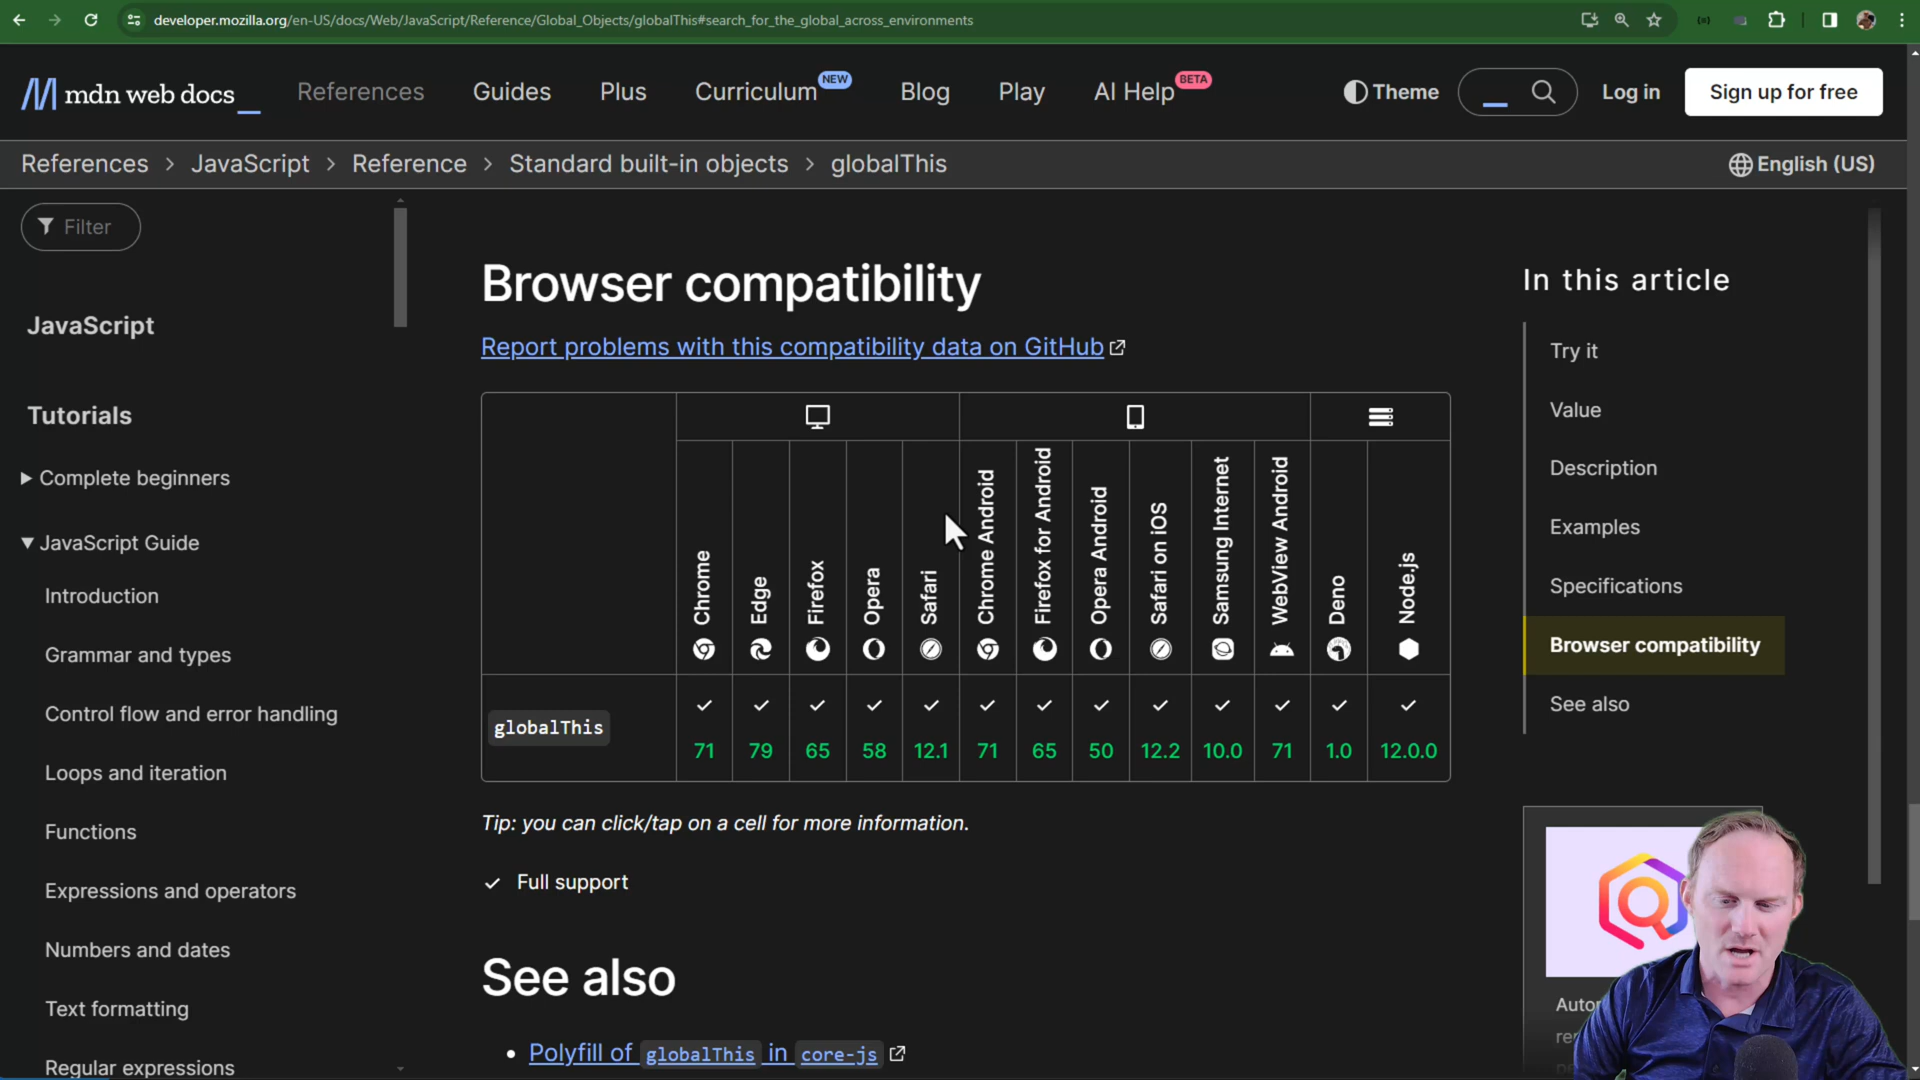 developer.mozilla.org/en-US/docs/Web/JavaScript/Reference/Global_Objects/globalThis#search_for_the_global_across_environments
mdn web docs_
References
Guides
Plus
Curriculum NEW
Blog
Play
AI Help BETA
Theme
Log in
Sign up for free
References > JavaScript > Reference > Standard built-in objects > globalThis
English (US)
Filter
JavaScript
Tutorials
Complete beginners
JavaScript Guide
Introduction
Grammar and types
Control flow and error handling
Loops and iteration
Functions
Expressions and operators
Numbers and dates
Text formatting
Regular expressions
Browser compatibility
Report problems with this compatibility data on GitHub
Chrome
Edge
Firefox
Opera
Safari
Chrome Android
Firefox for Android
Opera Android
Safari on iOS
Samsung Internet
WebView Android
Deno
Node.js
globalThis
71 79 65 58 12.1 71 65 50 12.2 10.0 71 1.0 12.0.0
Tip: you can click/tap on a cell for more information.
Full support
See also
Polyfill of globalThis in core-js
In this article
Try it
Value
Description
Examples
Specifications
Browser compatibility
See also